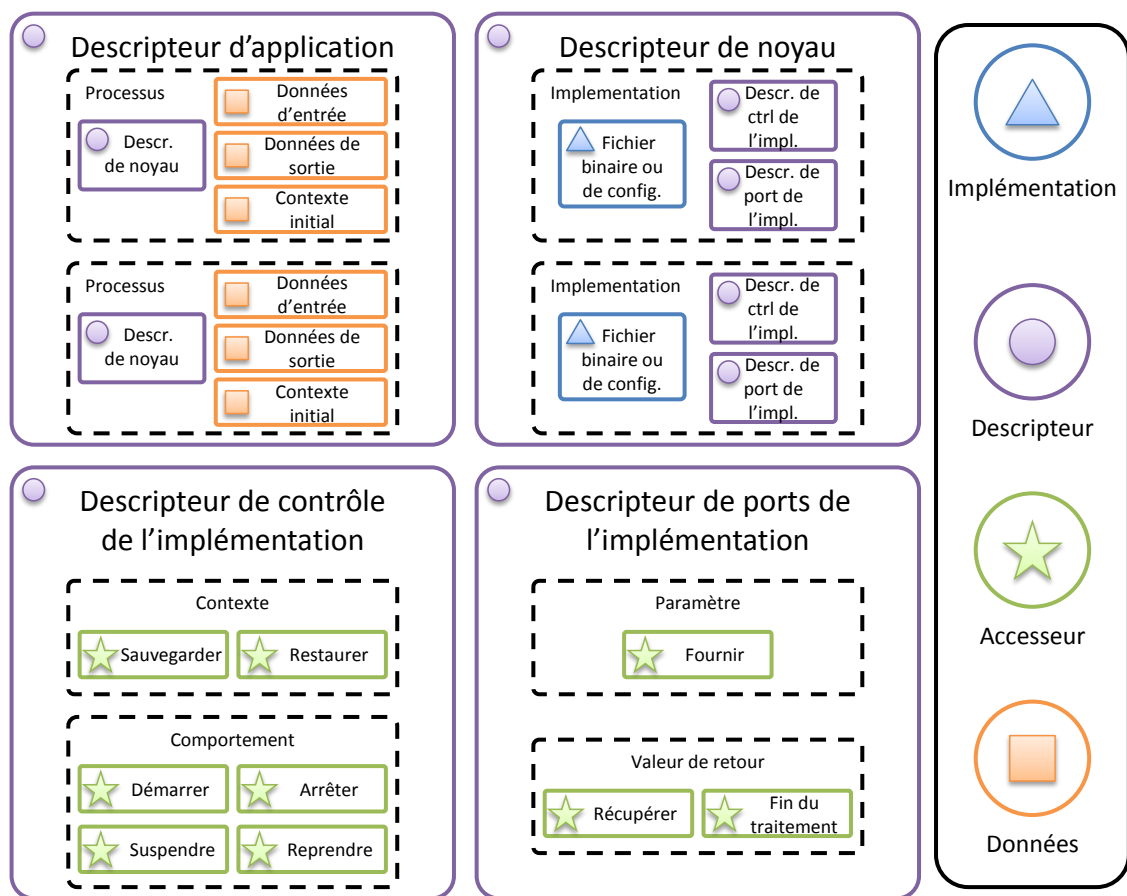 Descripteur d'application
Processus
Descr.
de noyau
Données
d'entrée
Données de
sortie
Contexte
initial
Processus
Descr.
de noyau
Données
d'entrée
Données de
sortie
Contexte
initial
Descripteur de noyau
Implementation
Fichier
binaire ou
de config.
Descr. de
ctrl de
l'impl.
Descr. de
port de
l'impl.
Implementation
Fichier
binaire ou
de config.
Descr. de
ctrl de
l'impl.
Descr. de
port de
l'impl.
Descripteur de contrôle
de l'implémentation
Contexte
Sauvegarder
Restaurer
Comportement
Démarrer
Arrêter
Suspendre
Reprendre
Descripteur de ports de
l'implémentation
Paramètre
Fournir
Valeur de retour
Récupérer
Fin du
traitement
Implémentation
Descripteur
Accesseur
Données